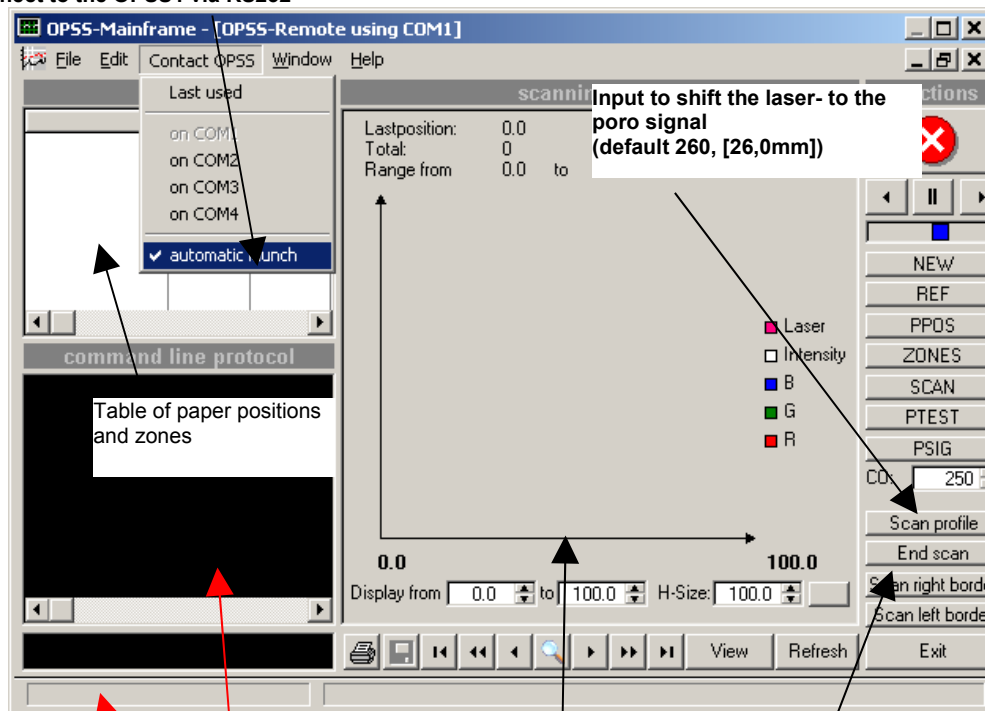 OPSS-Mainframe - [OPSS-Remote using COM1]
File Edit Contact OPSS Window Help
Last used
on COM1
on COM2
on COM3
on COM4
automatic
Input to shift the laser- to the
poro signal
(default 260, [26,0mm])
Lastposition: 0.0
Total: 0
Range from 0.0 to
Laser
Intensity
B
G
R
0.0 100.0
Display from 0.0 to 100.0 H-Size: 100.0
command line protocol
Table of paper positions
and zones
NEW
REF
PPOS
ZONES
SCAN
PTEST
PSIG
CO: 250
Scan profile
End scan
Scan right borde
Scan left borde
View Refresh Exit